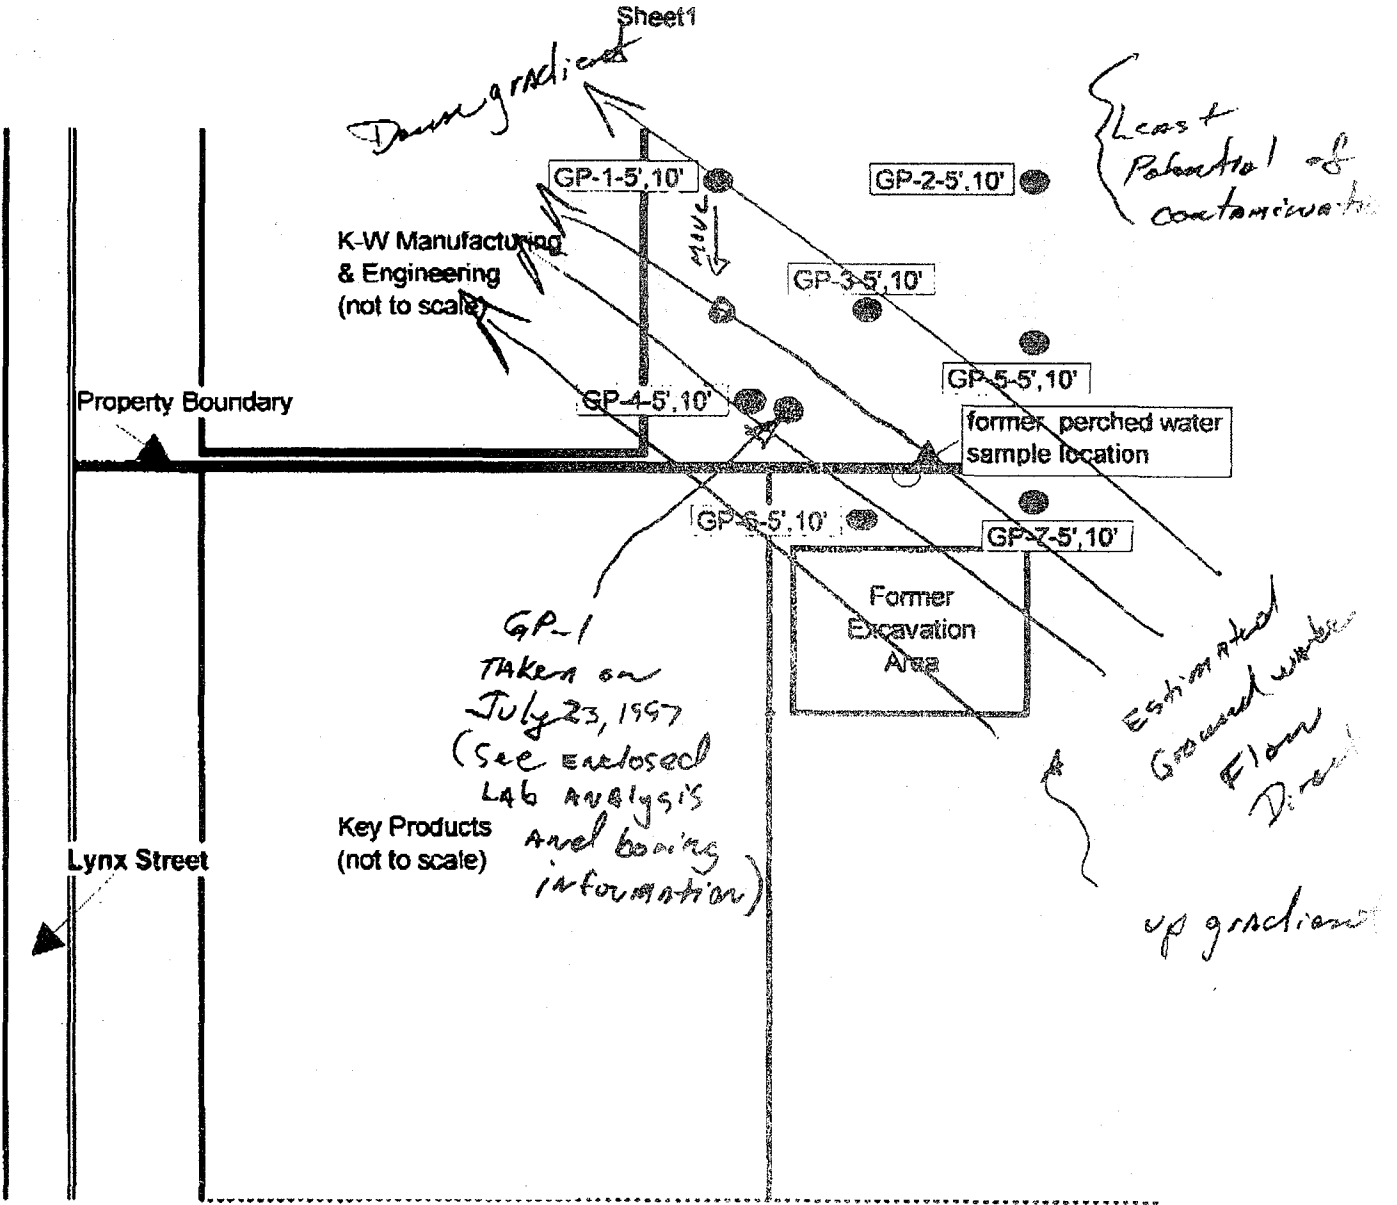 Sheet1
Down gradient
Least
Potential of
GP-1-5',10'
GP-2-5',10'
Move
K-W Manufacturing
& Engineering
(not to scale)
GP-3-5',10'
GP-5-5',10'
GP-4-5',10'
Property Boundary
former perched water
sample location
GP-6-5',10'
GP-7-5',10'
Former
Excavation
Area
GP-1
Taken on
July 23, 1997
(See Enclosed
Lab Analysis
And boring
information)
Estimated
Ground water
Flow
Key Products
(not to scale)
Lynx Street
up gradient